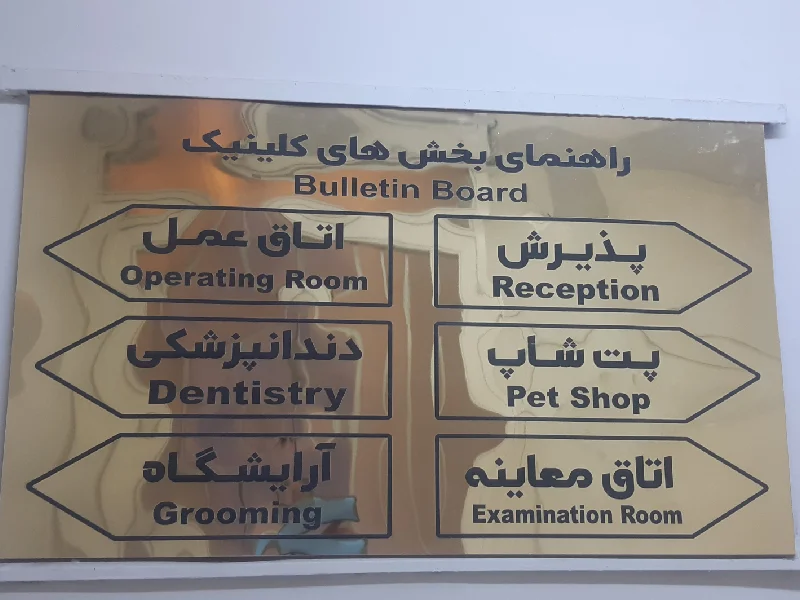 راهنمای بخش های کلینیک
Bulletin Board
پذیرش
Reception
اتاق عمل
Operating Room
پت شاپ
Pet Shop
دندانپزشکی
Dentistry
اتاق معاینه
Examination Room
آرایشگاه
Grooming